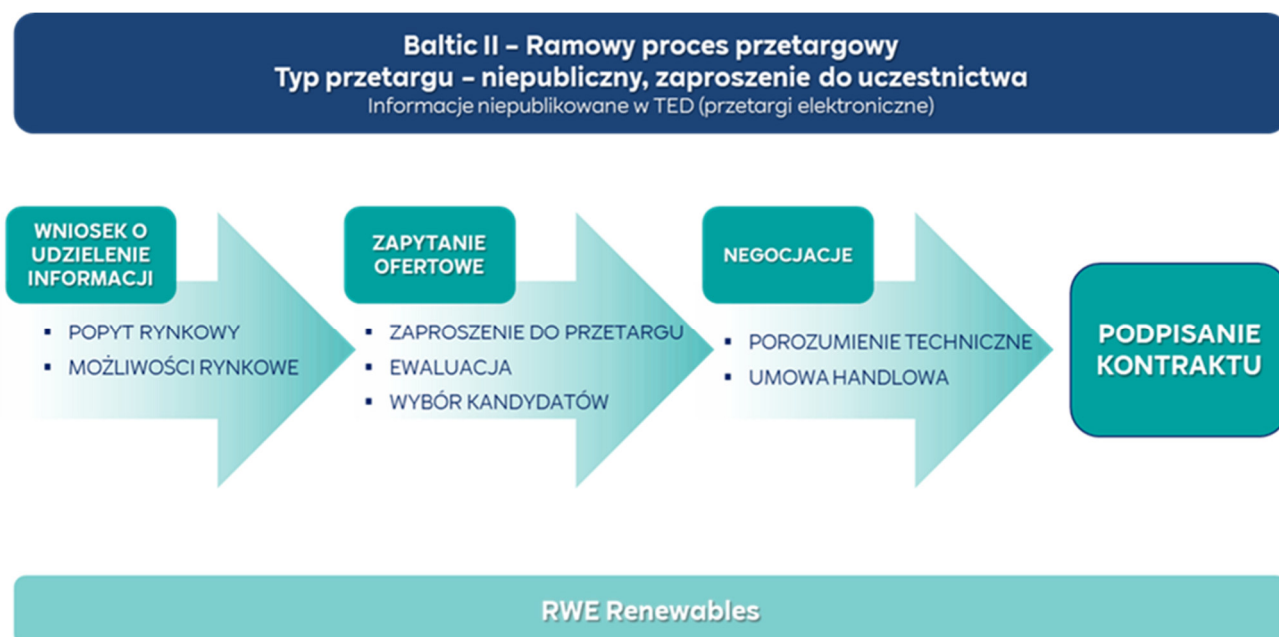 Baltic II – Ramowy proces przetargowy
Typ przetargu – niepubliczny, zaproszenie do uczestnictwa
Informacje niepublikowane w TED (przetargi elektroniczne)
WNIOSEK O
UDZIELENIE
INFORMACJI
▪ POPYT RYNKOWY
▪ MOŻLIWOŚCI RYNKOWE
ZAPYTANIE
OFERTOWE
▪ ZAPROSZENIE DO PRZETARGU
▪ EWALUACJA
▪ WYBÓR KANDYDATÓW
NEGOCJACJE
▪ POROZUMIENIE TECHNICZNE
▪ UMOWA HANDLOWA
PODPISANIE
KONTRAKTU
RWE Renewables